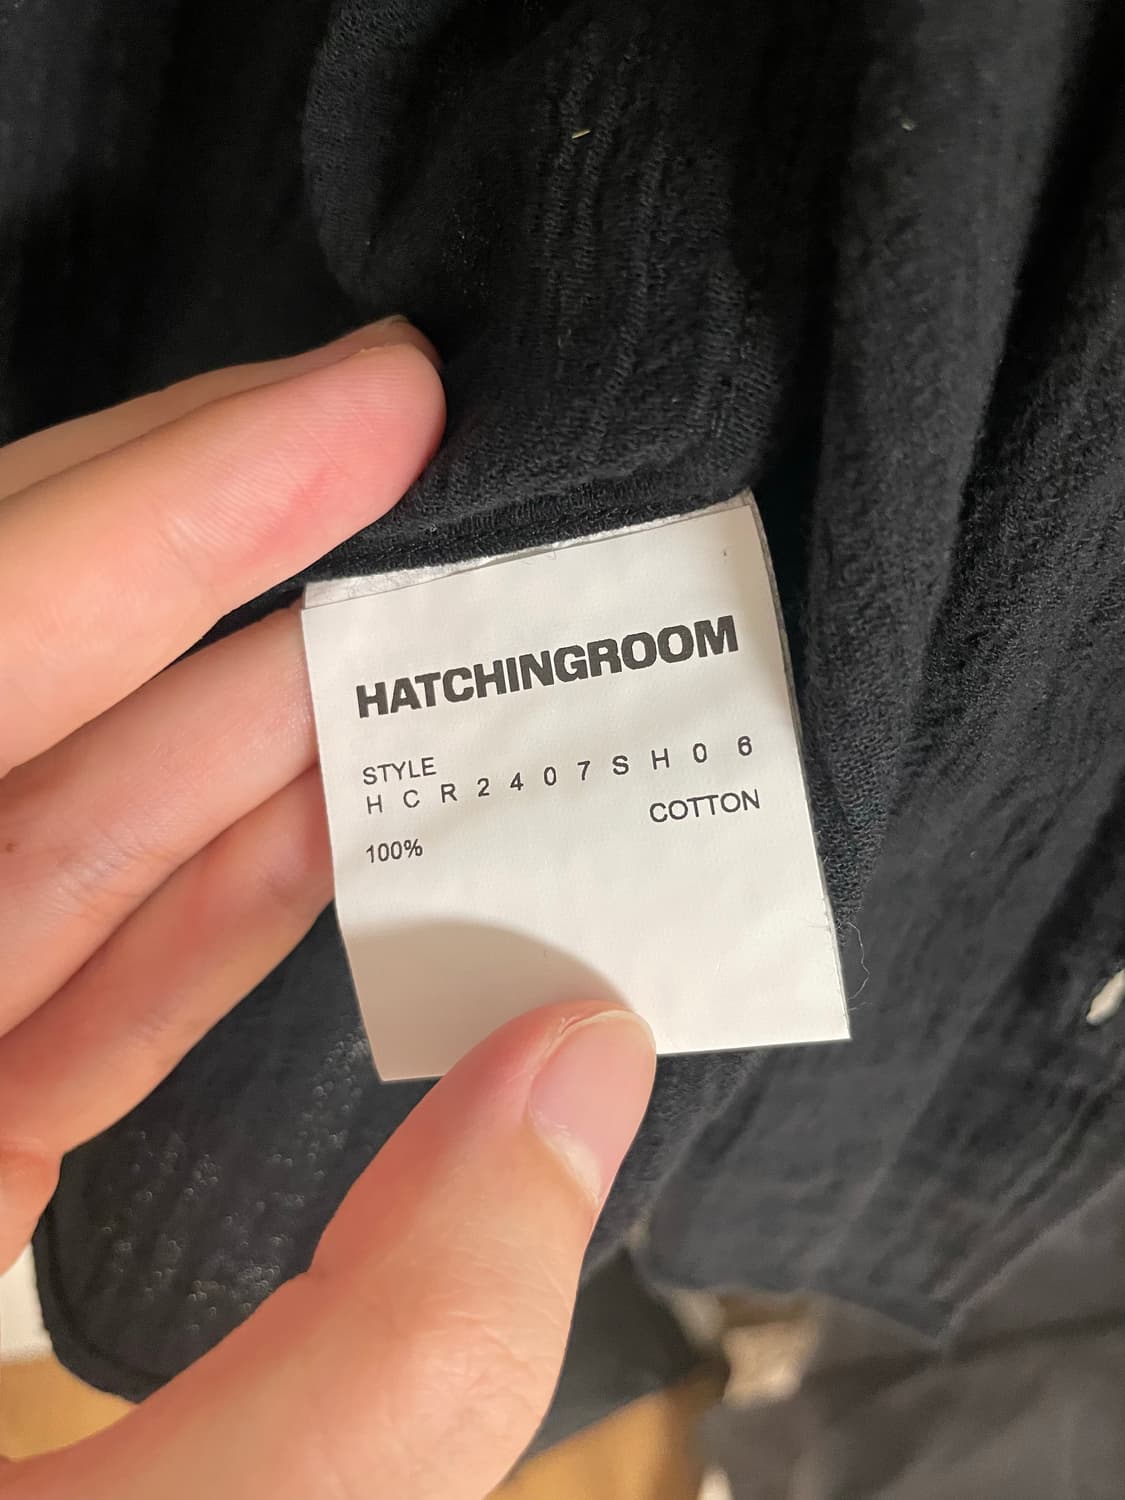 HATCHINGROOM
STYLE
H C R 2 4 0 7 S H 0 6
COTTON
100%